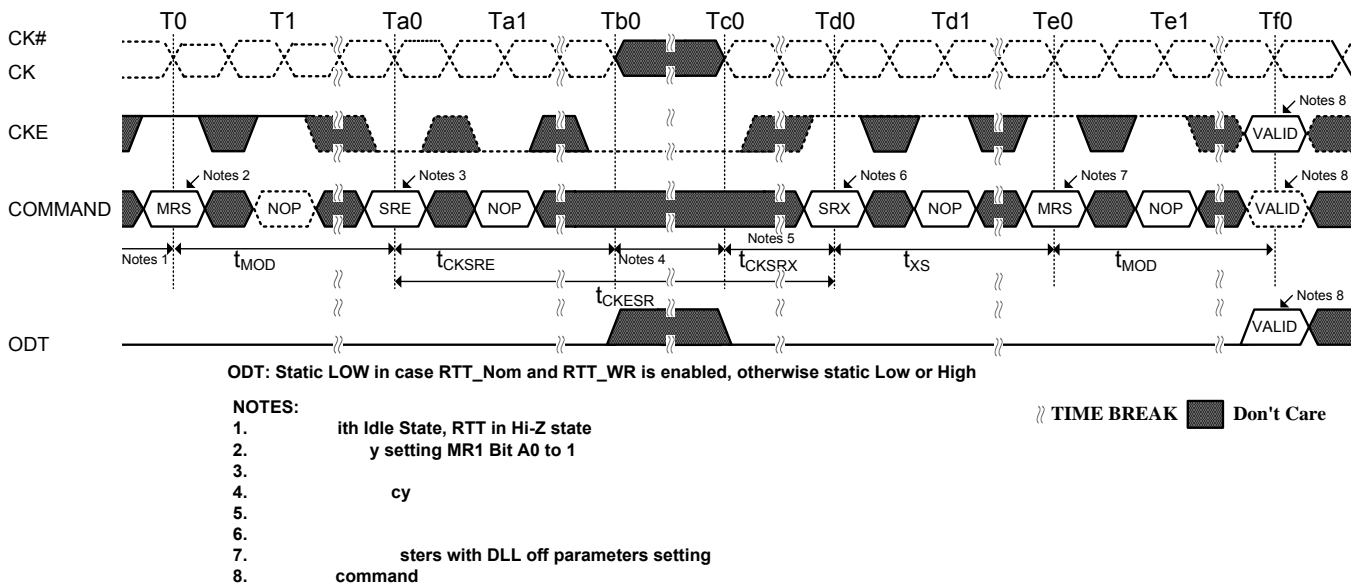 T0 T1 Ta0 Ta1 Tb0 Tc0 Td0 Td1 Te0 Te1 Tf0
CK#
CK
Notes 8
CKE
VALID
Notes 2 Notes 3 Notes 6 Notes 7 Notes 8
COMMAND MRS NOP SRE NOP SRX NOP MRS NOP VALID
Notes 1 tMOD tCKSRE Notes 4 Notes 5 tCKSRX tXS tMOD
tCKESR
Notes 8
VALID
ODT
ODT: Static LOW in case RTT_Nom and RTT_WR is enabled, otherwise static Low or High
NOTES:
1. ith Idle State, RTT in Hi-Z state
2. y setting MR1 Bit A0 to 1
3.
4. cy
5.
6.
7. sters with DLL off parameters setting
8. command
TIME BREAK Don't Care